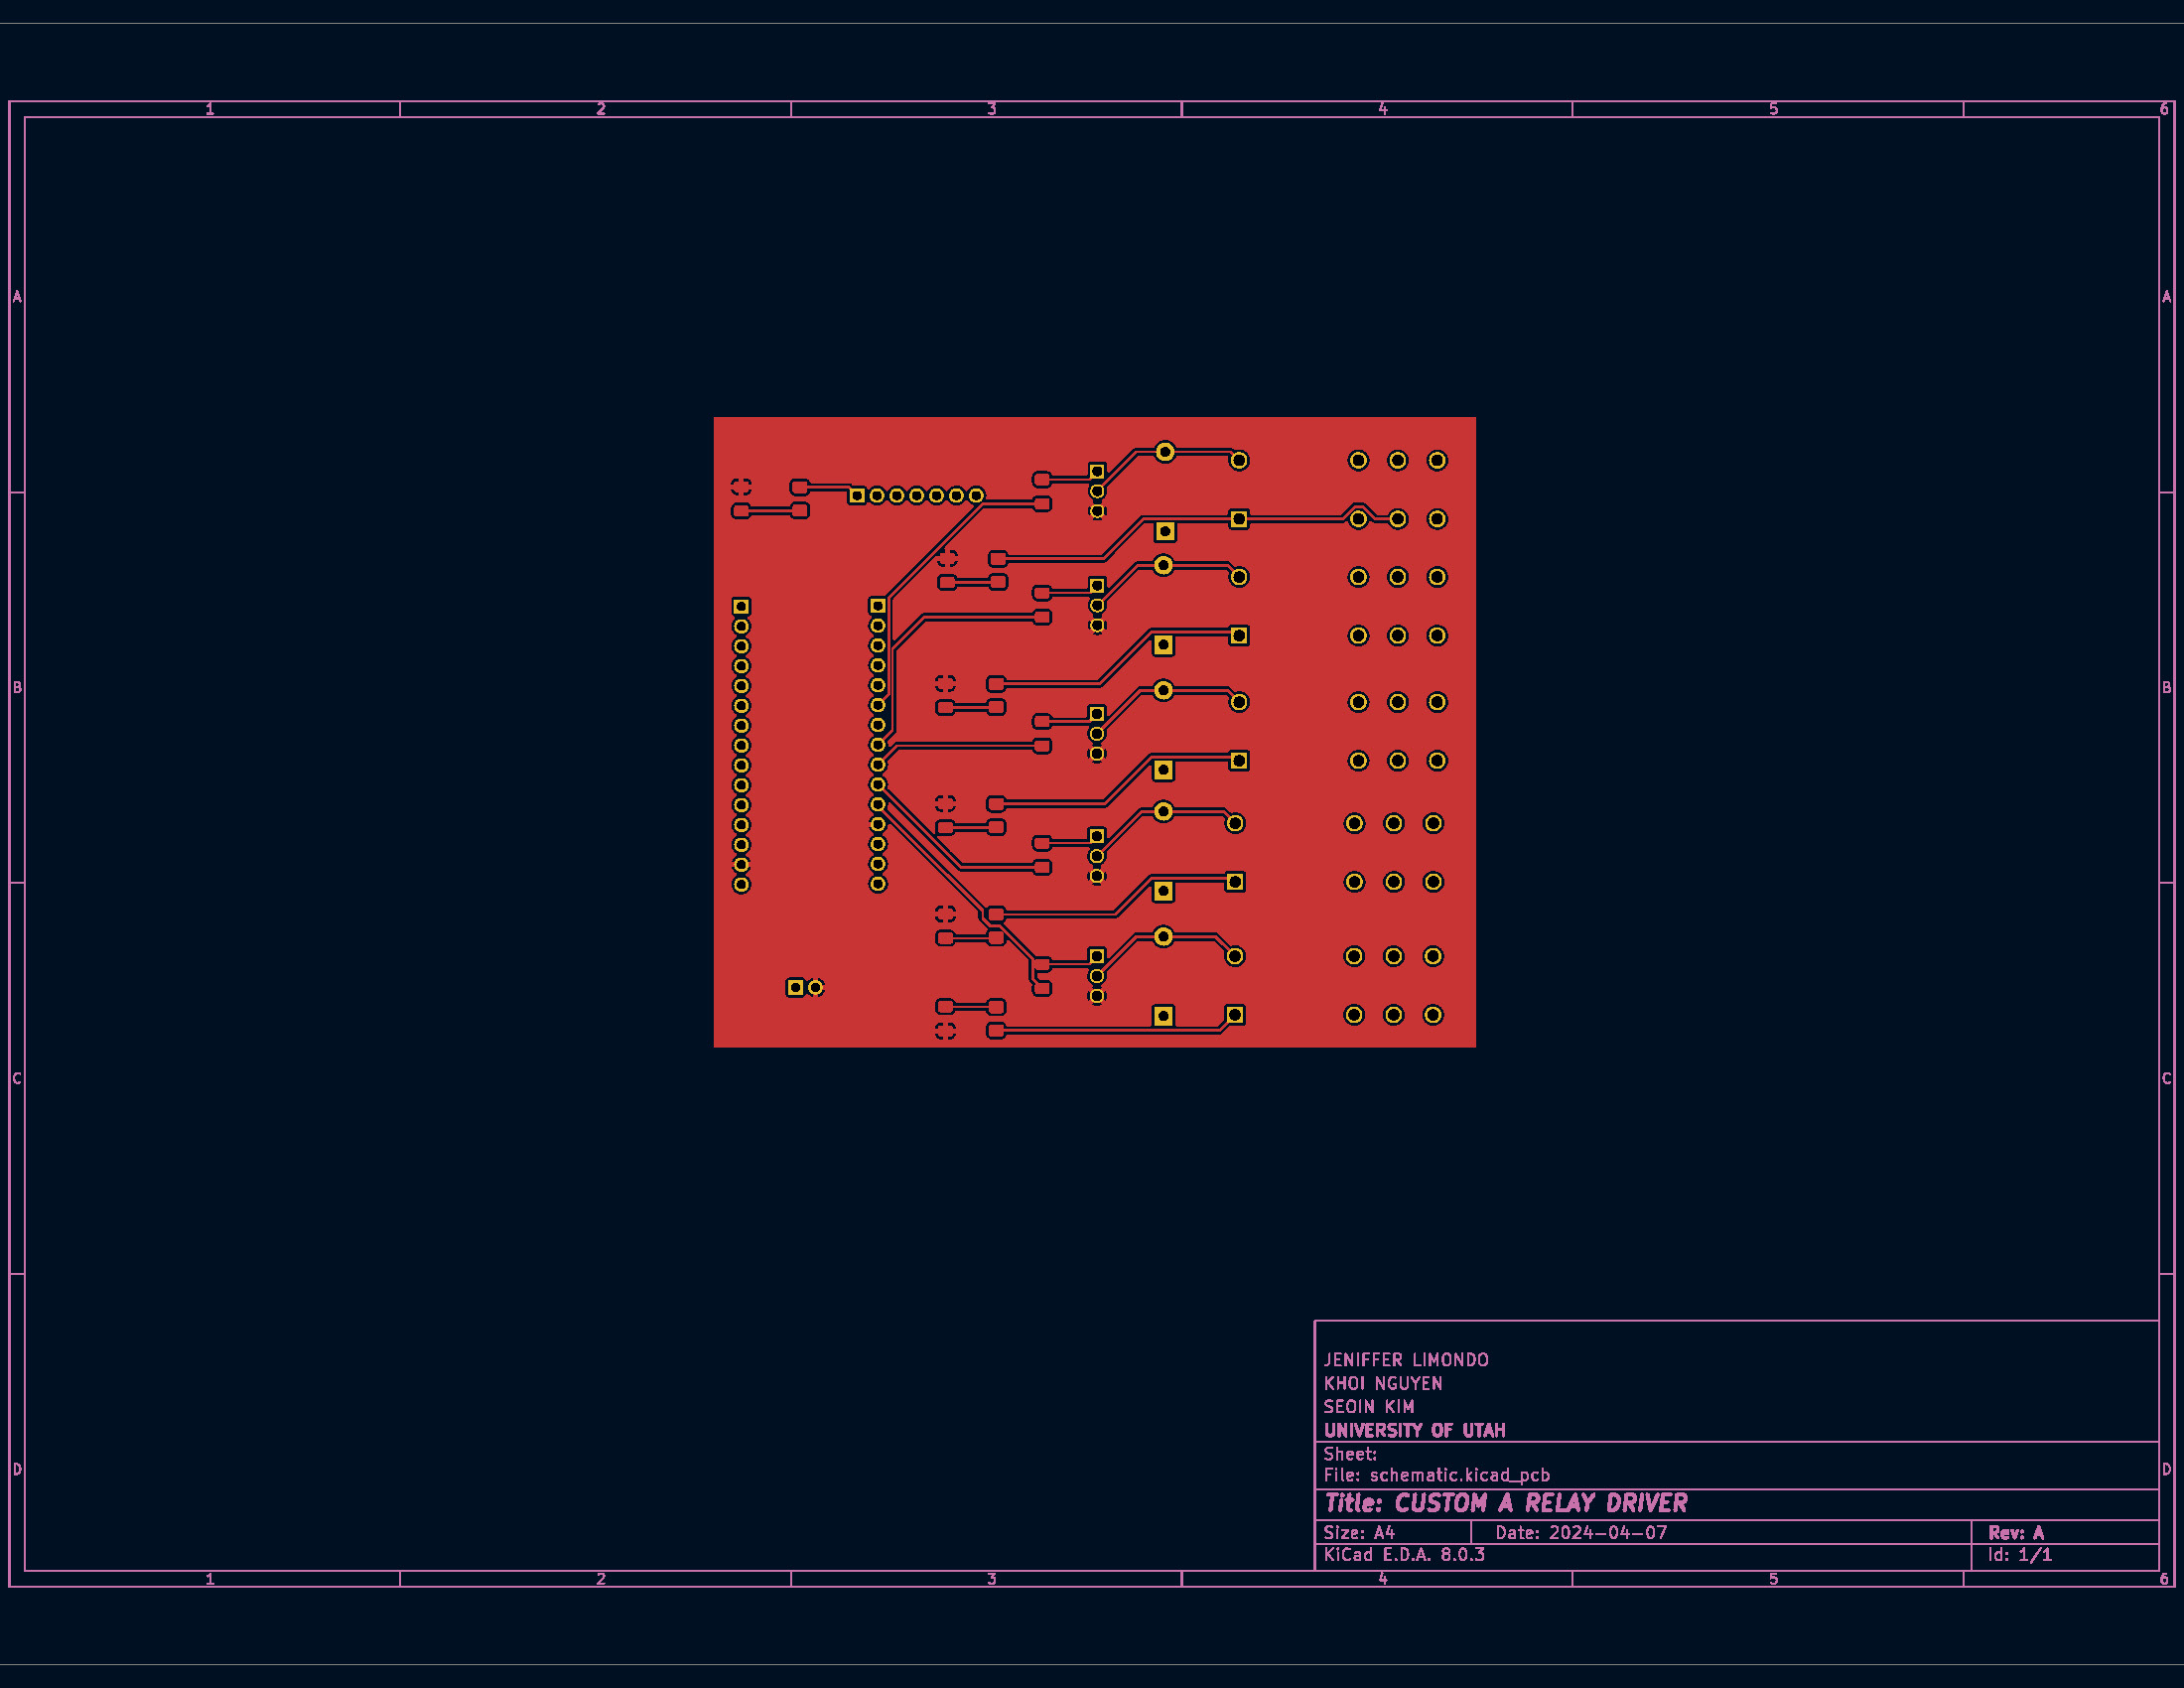 1 2 3 4 5 6
A A
B B
C C
D D
JENIFFER LIMONDO
KHOI NGUYEN
SEOIN KIM
UNIVERSITY OF UTAH
Sheet:
File: schematic.kicad_pcb
Title: CUSTOM A RELAY DRIVER
Size: A4 Date: 2024-04-07 Rev: A
KiCad E.D.A. 8.0.3 Id: 1/1
1 2 3 4 5 6